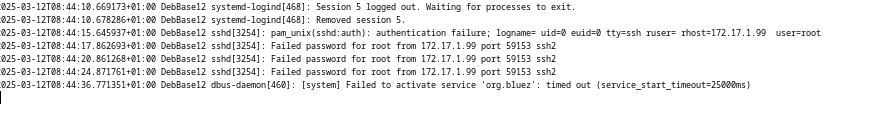 025-03-12T08:44:10.669173+01:00 DebBase12 systemd-logind[468]: Session 5 logged out. Waiting for processes to exit.
025-03-12T08:44:10.678286+01:00 DebBase12 systemd-logind[468]: Removed session 5.
025-03-12T08:44:15.645937+01:00 DebBase12 sshd[3254]: pam_unix(sshd:auth): authentication failure; logname= uid=0 euid=0 tty=ssh ruser= rhost=172.17.1.99  user=root
025-03-12T08:44:17.862693+01:00 DebBase12 sshd[3254]: Failed password for root from 172.17.1.99 port 59153 ssh2
025-03-12T08:44:20.861268+01:00 DebBase12 sshd[3254]: Failed password for root from 172.17.1.99 port 59153 ssh2
025-03-12T08:44:24.871761+01:00 DebBase12 sshd[3254]: Failed password for root from 172.17.1.99 port 59153 ssh2
025-03-12T08:44:36.771351+01:00 DebBase12 dbus-daemon[460]: [system] Failed to activate service 'org.bluez': timed out (service_start_timeout=25000ms)